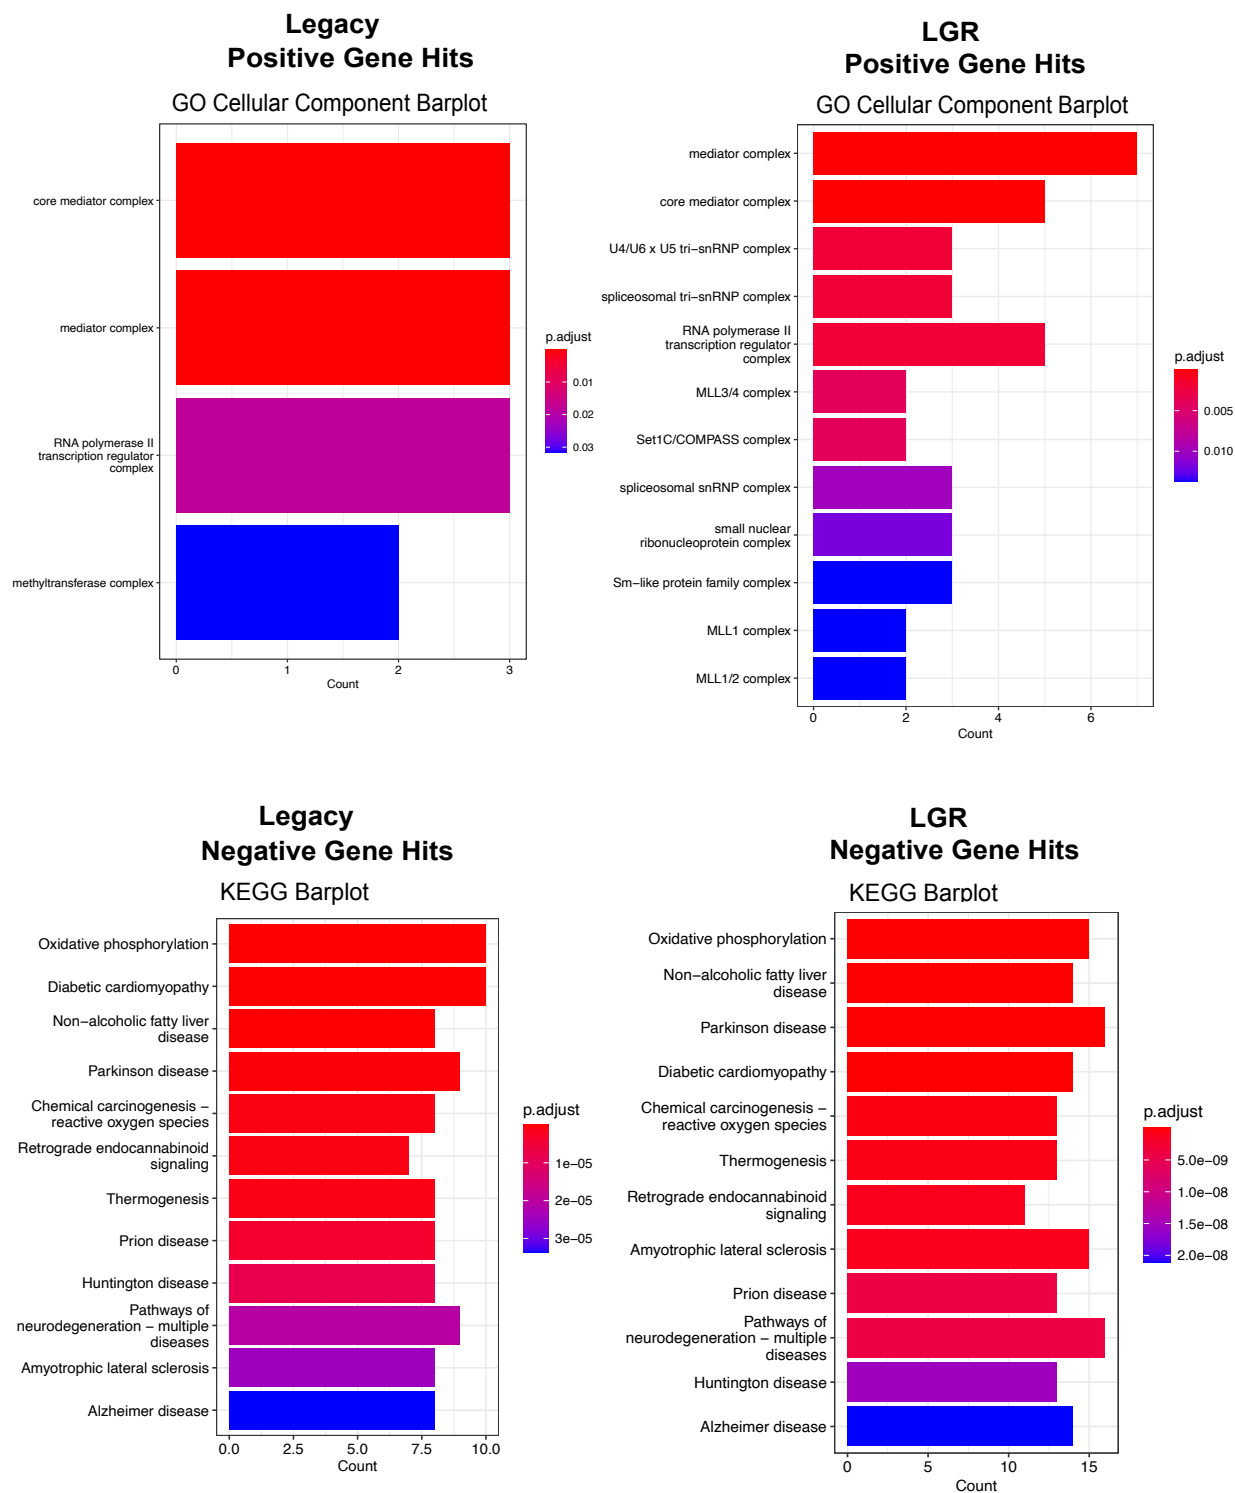 Legacy
Positive Gene Hits
GO Cellular Component Barplot
core mediator complex
mediator complex
RNA polymerase II
transcription regulator
complex
methyltransferase complex
0
1
2
3
Count
p.adjust
0.01
0.02
0.03
LGR
Positive Gene Hits
GO Cellular Component Barplot
mediator complex
core mediator complex
U4/U6 x U5 tri−snRNP complex
spliceosomal tri−snRNP complex
RNA polymerase II
transcription regulator
complex
MLL3/4 complex
Set1C/COMPASS complex
spliceosomal snRNP complex
small nuclear
ribonucleoprotein complex
Sm−like protein family complex
MLL1 complex
MLL1/2 complex
0
2
4
6
Count
p.adjust
0.005
0.010
Legacy
Negative Gene Hits
KEGG Barplot
Oxidative phosphorylation
Diabetic cardiomyopathy
Non−alcoholic fatty liver
disease
Parkinson disease
Chemical carcinogenesis −
reactive oxygen species
Retrograde endocannabinoid
signaling
Thermogenesis
Prion disease
Huntington disease
Pathways of
neurodegeneration − multiple
diseases
Amyotrophic lateral sclerosis
Alzheimer disease
0.0
2.5
5.0
7.5
10.0
Count
p.adjust
1e−05
2e−05
3e−05
LGR
Negative Gene Hits
KEGG Barplot
Oxidative phosphorylation
Non−alcoholic fatty liver
disease
Parkinson disease
Diabetic cardiomyopathy
Chemical carcinogenesis −
reactive oxygen species
Thermogenesis
Retrograde endocannabinoid
signaling
Amyotrophic lateral sclerosis
Prion disease
Pathways of
neurodegeneration − multiple
diseases
Huntington disease
Alzheimer disease
0
5
10
15
Count
p.adjust
5.0e−09
1.0e−08
1.5e−08
2.0e−08